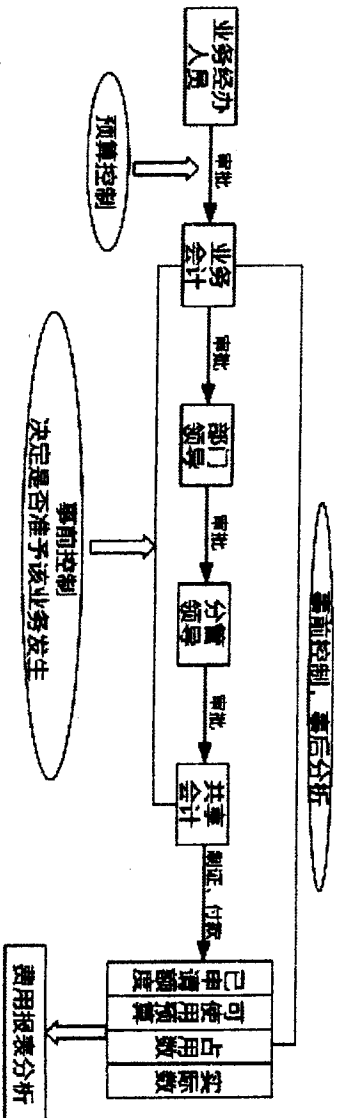 事前控制、事后分析
业务经办
人员
审批
业务
会计
审批
部门
领导
审批
分管
领导
审批
共享
会计
制证、付款
已申请额度
可使用预算
占用数
实际数
预算控制
事前控制
决定是否准予该业务发生
费用报表分析